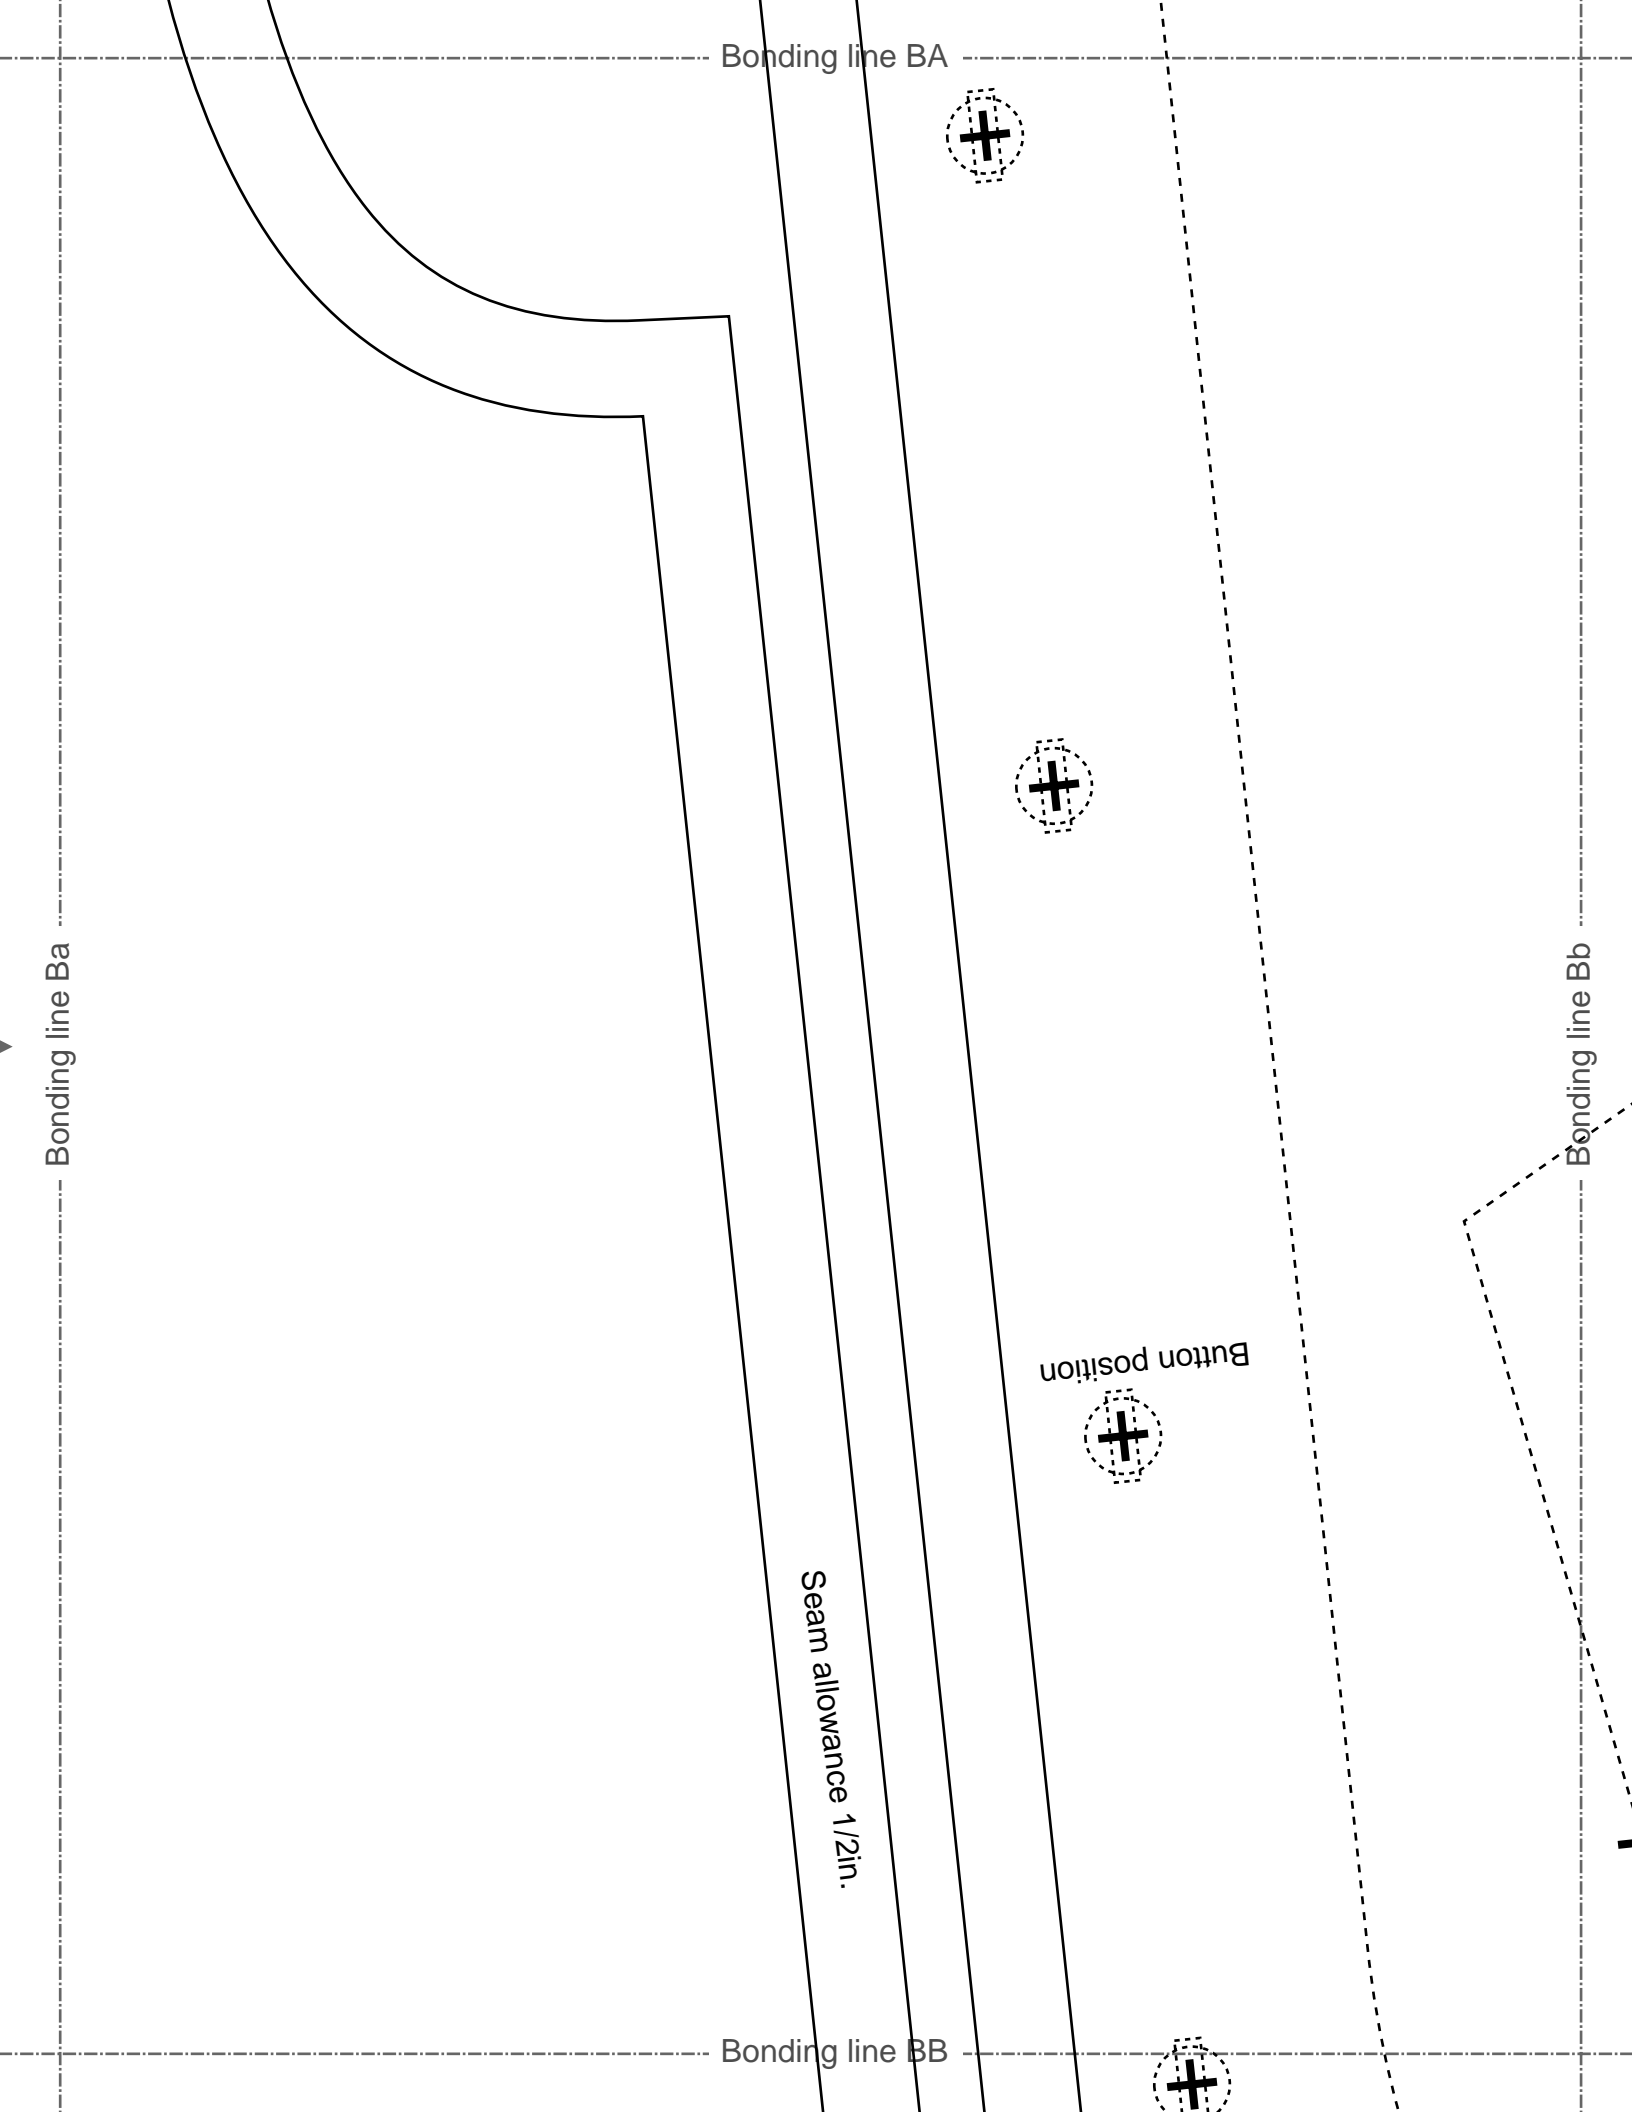 Bonding line BA
Bonding line Ba
Bonding line Bb
Button position
Seam allowance 1/2in.
Bonding line BB